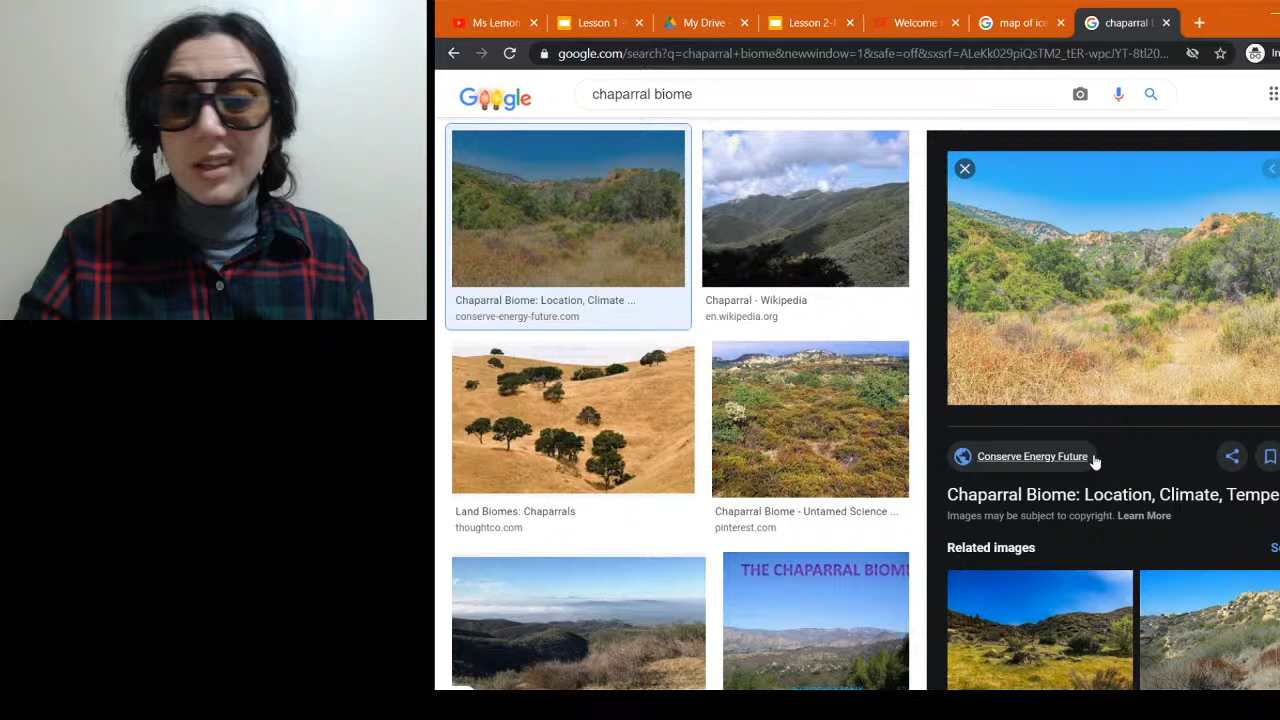 Ms Lemon
Lesson 1 -
My Drive -
Lesson 2-
Welcome
map of ice
chaparral
google.com/search?q=chaparral+biome&newwindow=1&safe=off&sxsrf=ALeKk029piQsTM2_tER-wpcJYT-8tl20...
In
Google
chaparral biome
Chaparral Biome: Location, Climate ...
conserve-energy-future.com
Chaparral - Wikipedia
en.wikipedia.org
Land Biomes: Chaparrals
thoughtco.com
Chaparral Biome - Untamed Science ...
pinterest.com
THE CHAPARRAL BIOME
Conserve Energy Future
Chaparral Biome: Location, Climate, Tempe
Images may be subject to copyright. Learn More
Related images